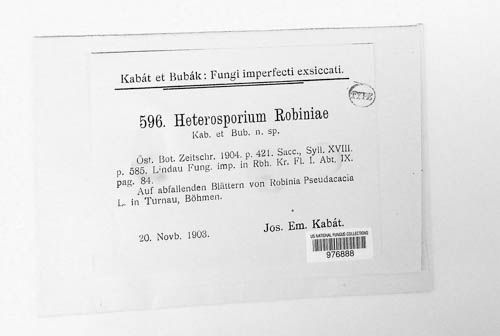 Kabát et Bubák: Fungi imperfecti exsiccati.
596. Heterosporium Robiniae
Kab. et Bub. n. sp.
Öst. Bot. Zeitschr. 1904. p. 421. Sacc., Syll. XVIII.
p. 585. Lindau Fung. imp. in Rbh. Kr. Fl. I. Abt. IX.
pag. 84.
Auf abfallenden Blättern von Robinia Pseudacacia
L. in Turnau, Böhmen.
20. Novb. 1903.
Jos. Em. Kabát.
US NATIONAL FUNGUS COLLECTIONS
976888